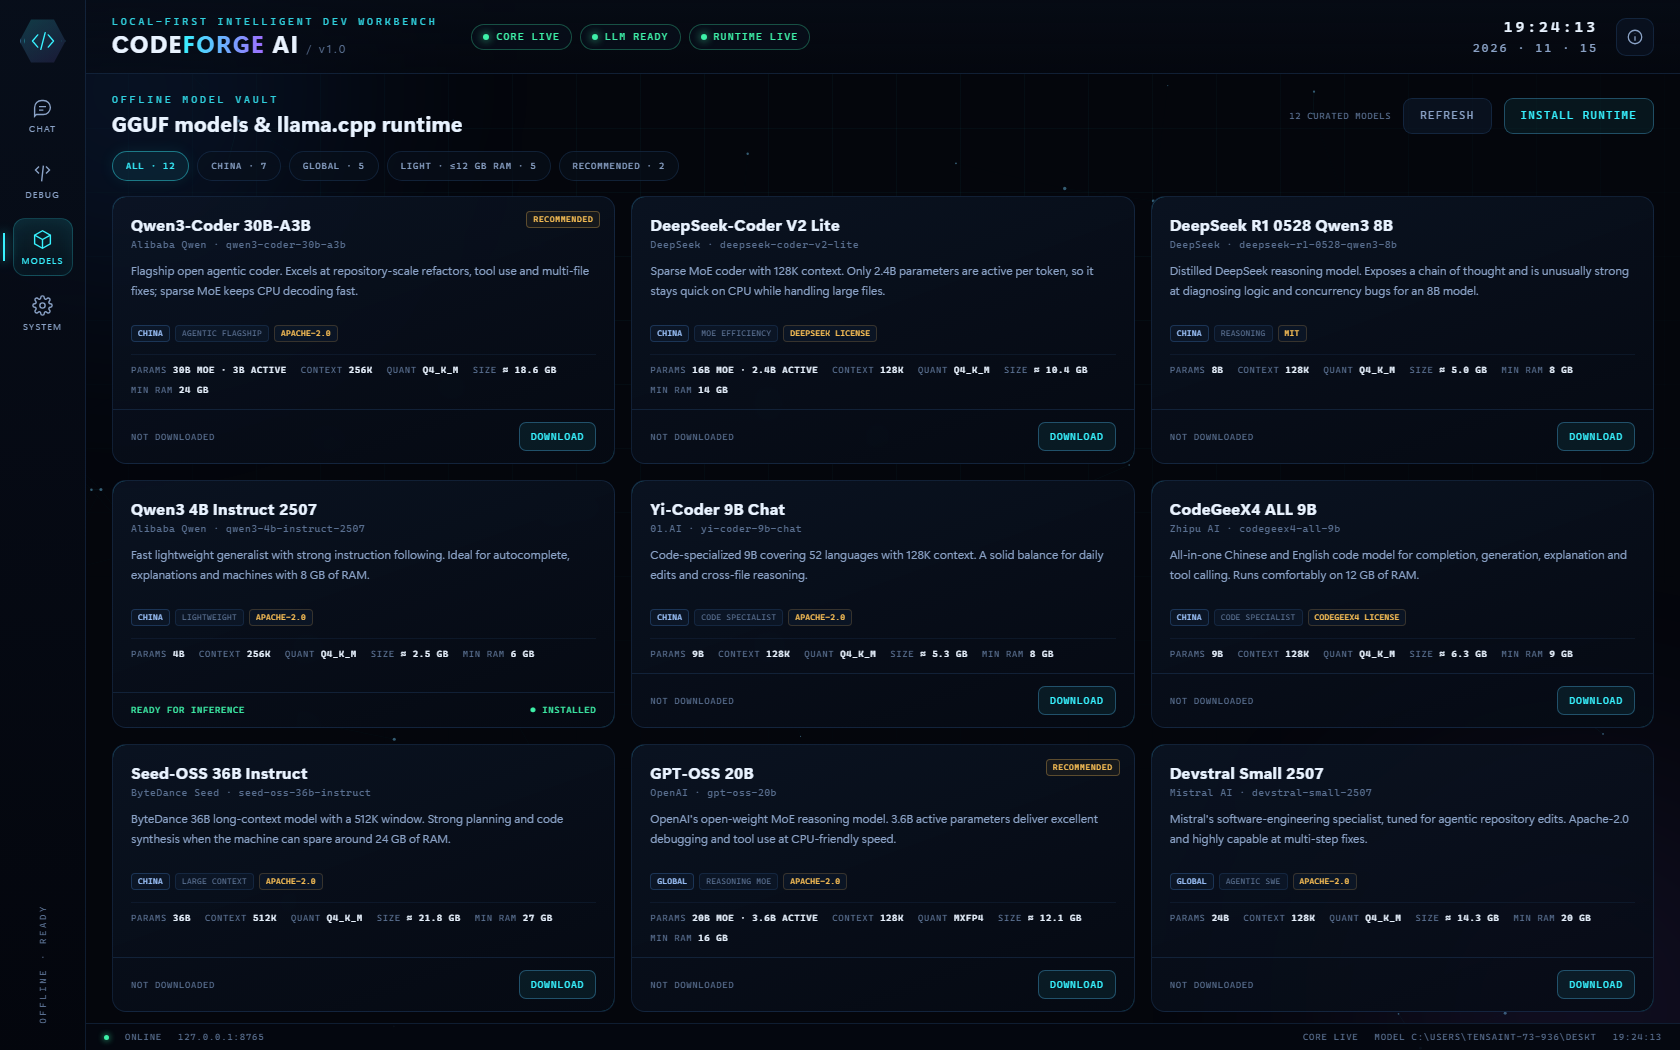 LOCAL-FIRST INTELLIGENT DEV WORKBENCH
CODEFORGE AI / v1.0
CORE LIVE
LLM READY
RUNTIME LIVE
19:24:13
2026 · 11 · 15
CHAT
DEBUG
MODELS
SYSTEM
OFFLINE · READY
OFFLINE MODEL VAULT
GGUF models & llama.cpp runtime
12 CURATED MODELS
REFRESH
INSTALL RUNTIME
ALL · 12
CHINA · 7
GLOBAL · 5
LIGHT · ≤12 GB RAM · 5
RECOMMENDED · 2
Qwen3-Coder 30B-A3B
RECOMMENDED
Alibaba Qwen · qwen3-coder-30b-a3b
Flagship open agentic coder. Excels at repository-scale refactors, tool use and multi-file
fixes; sparse MoE keeps CPU decoding fast.
CHINA
AGENTIC FLAGSHIP
APACHE-2.0
PARAMS 30B MOE · 3B ACTIVE CONTEXT 256K QUANT Q4_K_M SIZE ≈ 18.6 GB
MIN RAM 24 GB
NOT DOWNLOADED
DOWNLOAD
DeepSeek-Coder V2 Lite
DeepSeek · deepseek-coder-v2-lite
Sparse MoE coder with 128K context. Only 2.4B parameters are active per token, so it
stays quick on CPU while handling large files.
CHINA
MOE EFFICIENCY
DEEPSEEK LICENSE
PARAMS 16B MOE · 2.4B ACTIVE CONTEXT 128K QUANT Q4_K_M SIZE ≈ 10.4 GB
MIN RAM 14 GB
NOT DOWNLOADED
DOWNLOAD
DeepSeek R1 0528 Qwen3 8B
DeepSeek · deepseek-r1-0528-qwen3-8b
Distilled DeepSeek reasoning model. Exposes a chain of thought and is unusually strong
at diagnosing logic and concurrency bugs for an 8B model.
CHINA
REASONING
MIT
PARAMS 8B CONTEXT 128K QUANT Q4_K_M SIZE ≈ 5.0 GB MIN RAM 8 GB
NOT DOWNLOADED
DOWNLOAD
Qwen3 4B Instruct 2507
Alibaba Qwen · qwen3-4b-instruct-2507
Fast lightweight generalist with strong instruction following. Ideal for autocomplete,
explanations and machines with 8 GB of RAM.
CHINA
LIGHTWEIGHT
APACHE-2.0
PARAMS 4B CONTEXT 256K QUANT Q4_K_M SIZE ≈ 2.5 GB MIN RAM 6 GB
READY FOR INFERENCE
INSTALLED
Yi-Coder 9B Chat
01.AI · yi-coder-9b-chat
Code-specialized 9B covering 52 languages with 128K context. A solid balance for daily
edits and cross-file reasoning.
CHINA
CODE SPECIALIST
APACHE-2.0
PARAMS 9B CONTEXT 128K QUANT Q4_K_M SIZE ≈ 5.3 GB MIN RAM 8 GB
NOT DOWNLOADED
DOWNLOAD
CodeGeeX4 ALL 9B
Zhipu AI · codegeex4-all-9b
All-in-one Chinese and English code model for completion, generation, explanation and
tool calling. Runs comfortably on 12 GB of RAM.
CHINA
CODE SPECIALIST
CODEGEEX4 LICENSE
PARAMS 9B CONTEXT 128K QUANT Q4_K_M SIZE ≈ 6.3 GB MIN RAM 9 GB
NOT DOWNLOADED
DOWNLOAD
Seed-OSS 36B Instruct
ByteDance Seed · seed-oss-36b-instruct
ByteDance 36B long-context model with a 512K window. Strong planning and code
synthesis when the machine can spare around 24 GB of RAM.
CHINA
LARGE CONTEXT
APACHE-2.0
PARAMS 36B CONTEXT 512K QUANT Q4_K_M SIZE ≈ 21.8 GB MIN RAM 27 GB
NOT DOWNLOADED
DOWNLOAD
GPT-OSS 20B
RECOMMENDED
OpenAI · gpt-oss-20b
OpenAI's open-weight MoE reasoning model. 3.6B active parameters deliver excellent
debugging and tool use at CPU-friendly speed.
GLOBAL
REASONING MOE
APACHE-2.0
PARAMS 20B MOE · 3.6B ACTIVE CONTEXT 128K QUANT MXFP4 SIZE ≈ 12.1 GB
MIN RAM 16 GB
NOT DOWNLOADED
DOWNLOAD
Devstral Small 2507
Mistral AI · devstral-small-2507
Mistral's software-engineering specialist, tuned for agentic repository edits. Apache-2.0
and highly capable at multi-step fixes.
GLOBAL
AGENTIC SWE
APACHE-2.0
PARAMS 24B CONTEXT 128K QUANT Q4_K_M SIZE ≈ 14.3 GB MIN RAM 20 GB
NOT DOWNLOADED
DOWNLOAD
ONLINE 127.0.0.1:8765
CORE LIVE MODEL C:\USERS\TENSAINT-73-936\DESKT 19:24:13